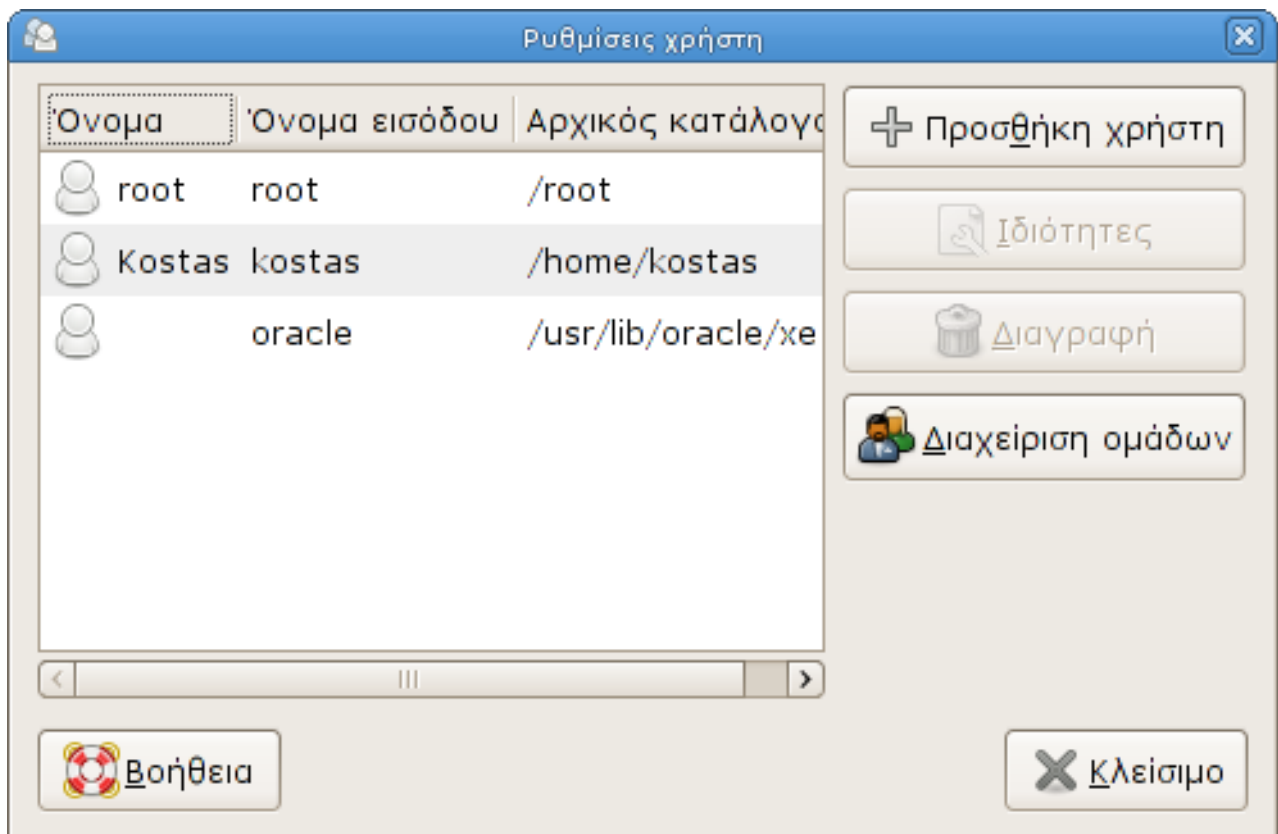 Ρυθμίσεις χρήστη
Όνομα Όνομα εισόδου Αρχικός κατάλογο
root root /root
Kostas kostas /home/kostas
oracle /usr/lib/oracle/xe
Προσθήκη χρήστη
Ιδιότητες
Διαγραφή
Διαχείριση ομάδων
Βοήθεια
Κλείσιμο